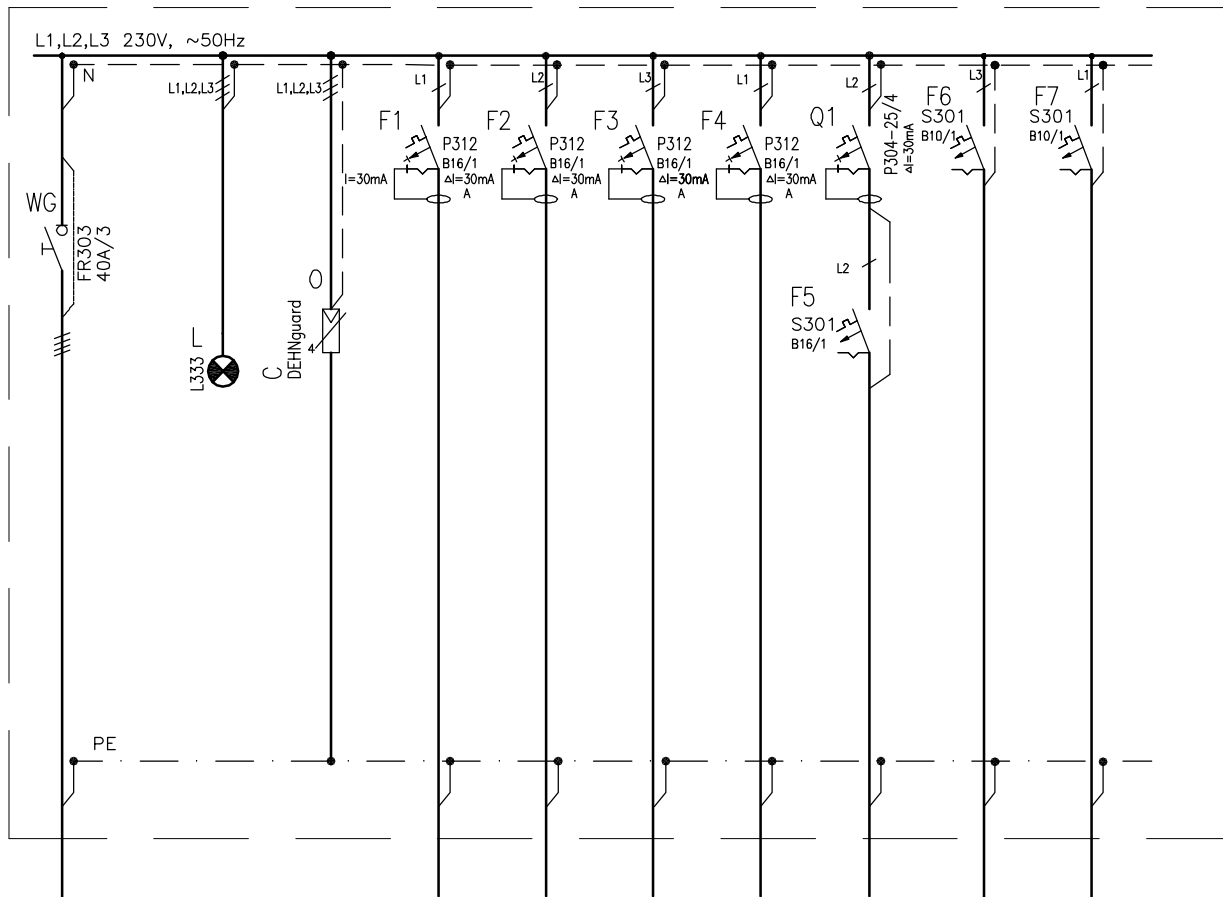 L1,L2,L3 230V, ~50Hz
N
WG
FR303
40A/3
L1,L2,L3
L
L333
L1,L2,L3
O
C
DEHNguard
4
L1
F1
P312
B16/1
I=30mA
ΔI=30mA
A
L2
F2
P312
B16/1
ΔI=30mA
A
L3
F3
P312
B16/1
ΔI=30mA
A
L1
F4
P312
B16/1
ΔI=30mA
A
L2
Q1
P304-25/4
ΔI=30mA
L2
F5
S301
B16/1
L3
F6
S301
B10/1
L1
F7
S301
B10/1
PE